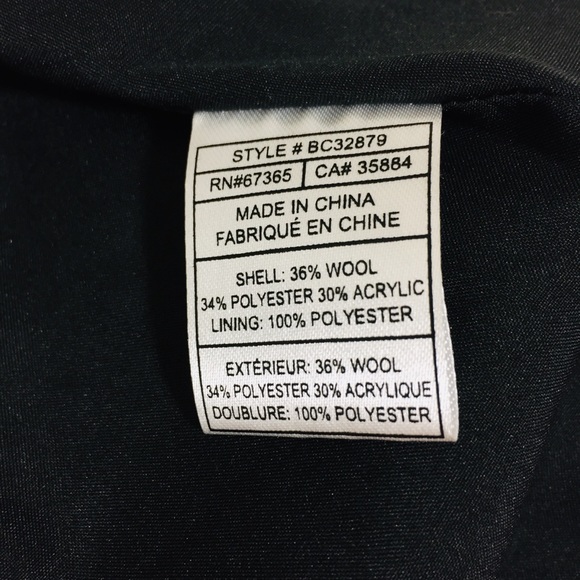 STYLE # BC32879
RN#67365 CA# 35884
MADE IN CHINA
FABRIQUÉ EN CHINE
SHELL: 36% WOOL
34% POLYESTER 30% ACRYLIC
LINING: 100% POLYESTER
EXTÉRIEUR: 36% WOOL
34% POLYESTER 30% ACRYLIQUE
DOUBLURE: 100% POLYESTER